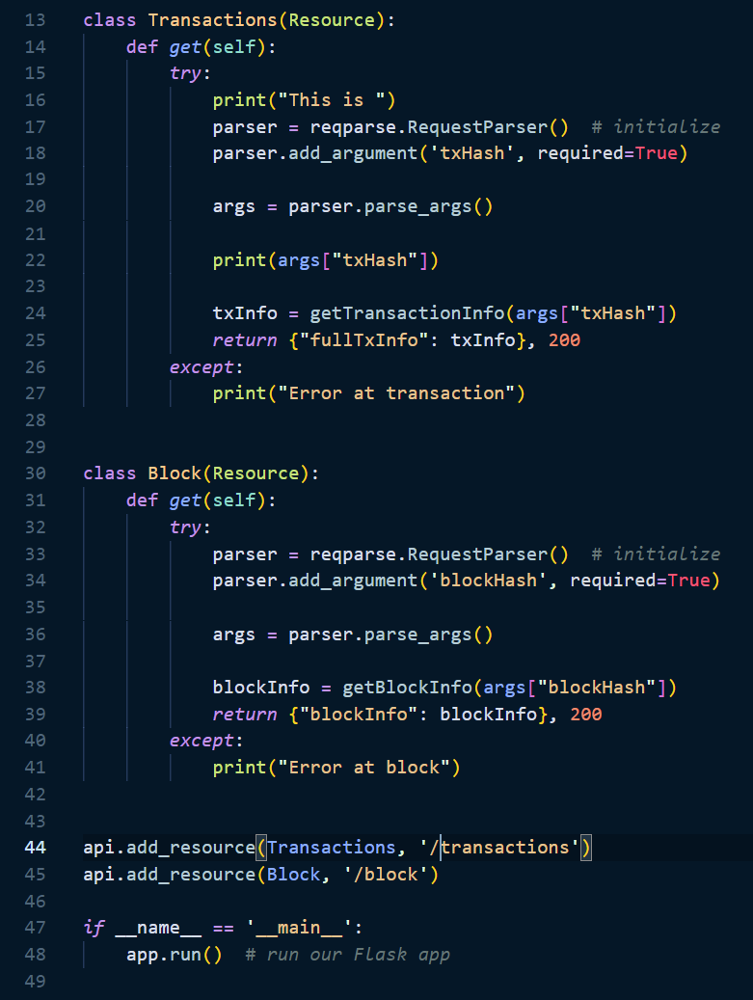 13 class Transactions(Resource):
14     def get(self):
15         try:
16             print("This is ")
17             parser = reqparse.RequestParser()  # initialize
18             parser.add_argument('txHash', required=True)
19
20             args = parser.parse_args()
21
22             print(args["txHash"])
23
24             txInfo = getTransactionInfo(args["txHash"])
25             return {"fullTxInfo": txInfo}, 200
26         except:
27             print("Error at transaction")
28
29
30 class Block(Resource):
31     def get(self):
32         try:
33             parser = reqparse.RequestParser()  # initialize
34             parser.add_argument('blockHash', required=True)
35
36             args = parser.parse_args()
37
38             blockInfo = getBlockInfo(args["blockHash"])
39             return {"blockInfo": blockInfo}, 200
40         except:
41             print("Error at block")
42
43
44 api.add_resource(Transactions, '/transactions')
45 api.add_resource(Block, '/block')
46
47 if __name__ == '__main__':
48     app.run()  # run our Flask app
49